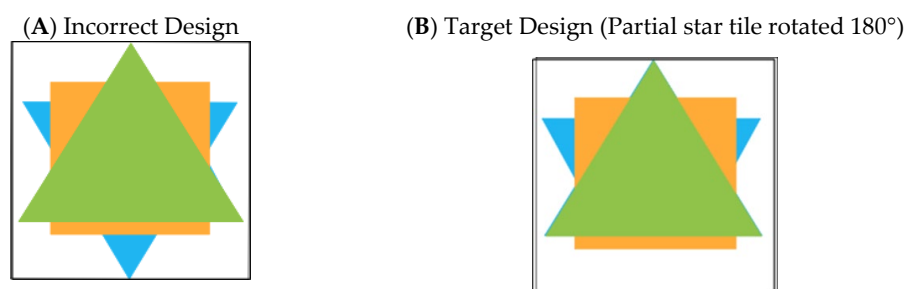 (A) Incorrect Design
(B) Target Design (Partial star tile rotated 180°)